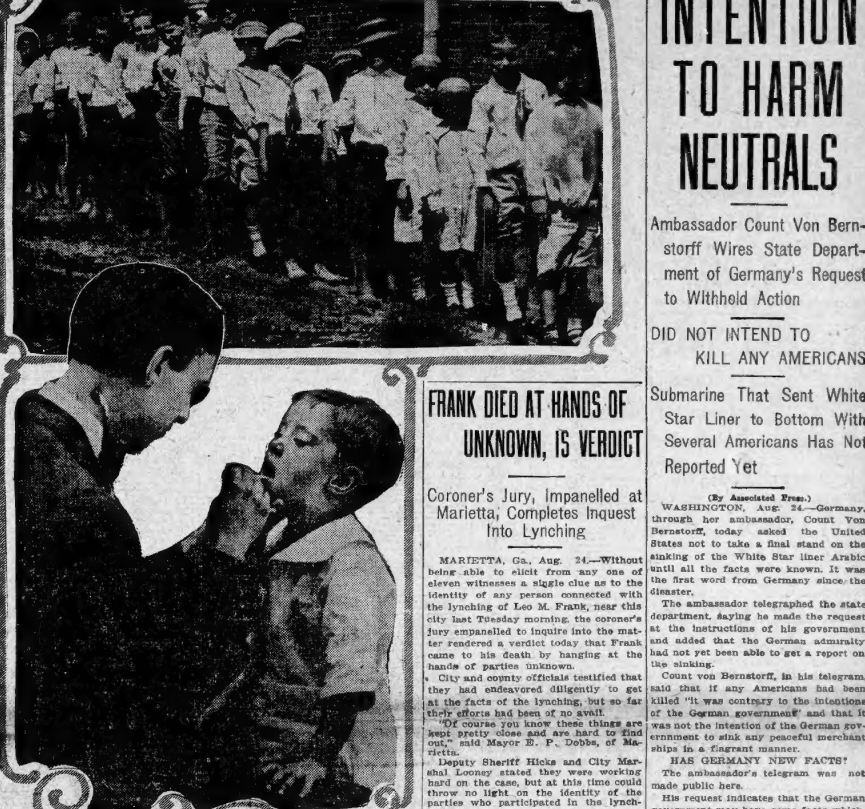 FRANK DIED AT HANDS OF
UNKNOWN, IS VERDICT
Coroner's Jury, Impanelled at
Marietta, Completes Inquest
Into Lynching
MARIETTA, Ga., Aug. 24.—Without
being able to elicit from any one of
eleven witnesses a siggle clue as to the
identity of any person connected with
the lynching of Leo M. Frank, near this
city last Tuesday morning, the coroner's
jury empanelled to inquire into the mat-
ter rendered a verdict today that Frank
came to his death by hanging at the
hands of parties unknown.
City and county officials testified that
they had endeavored diligently to get
at the facts of the lynching, but so far
their efforts had been of no avail.
"Of course you know these things are
kept pretty close and are hard to find
out," said Mayor E. P. Dobbs, of Ma-
rietta.
Deputy Sheriff Hicks and City Mar-
shal Looney stated they were working
hard on the case, but at this time could
throw no light on the identity of the
parties who participated in the lynch-
INTENTION
TO HARM
NEUTRALS
Ambassador Count Von Bern-
storff Wires State Depart-
ment of Germany's Request
to Withhold Action
DID NOT INTEND TO
KILL ANY AMERICANS
Submarine That Sent White
Star Liner to Bottom With
Several Americans Has Not
Reported Yet
(By Associated Press.)
WASHINGTON, Aug. 24.—Germany,
through her ambassador, Count Von
Bernstorff, today asked the United
States not to take a final stand on the
sinking of the White Star liner Arabic
until all the facts were known. It was
the first word from Germany since the
disaster.
The ambassador telegraphed the state
department, saying he made the request
at the instructions of his government
and added that the German admiralty
had not yet been able to get a report on
the sinking.
Count von Bernstorff, in his telegram
said that if any Americans had been
killed "it was contrary to the intentions
of the German government" and that it
was not the intention of the German gov-
ernment to sink any peaceful merchant
ships in a flagrant manner.
HAS GERMANY NEW FACTS?
The ambassador's telegram was not
made public here.
His request indicates that the German